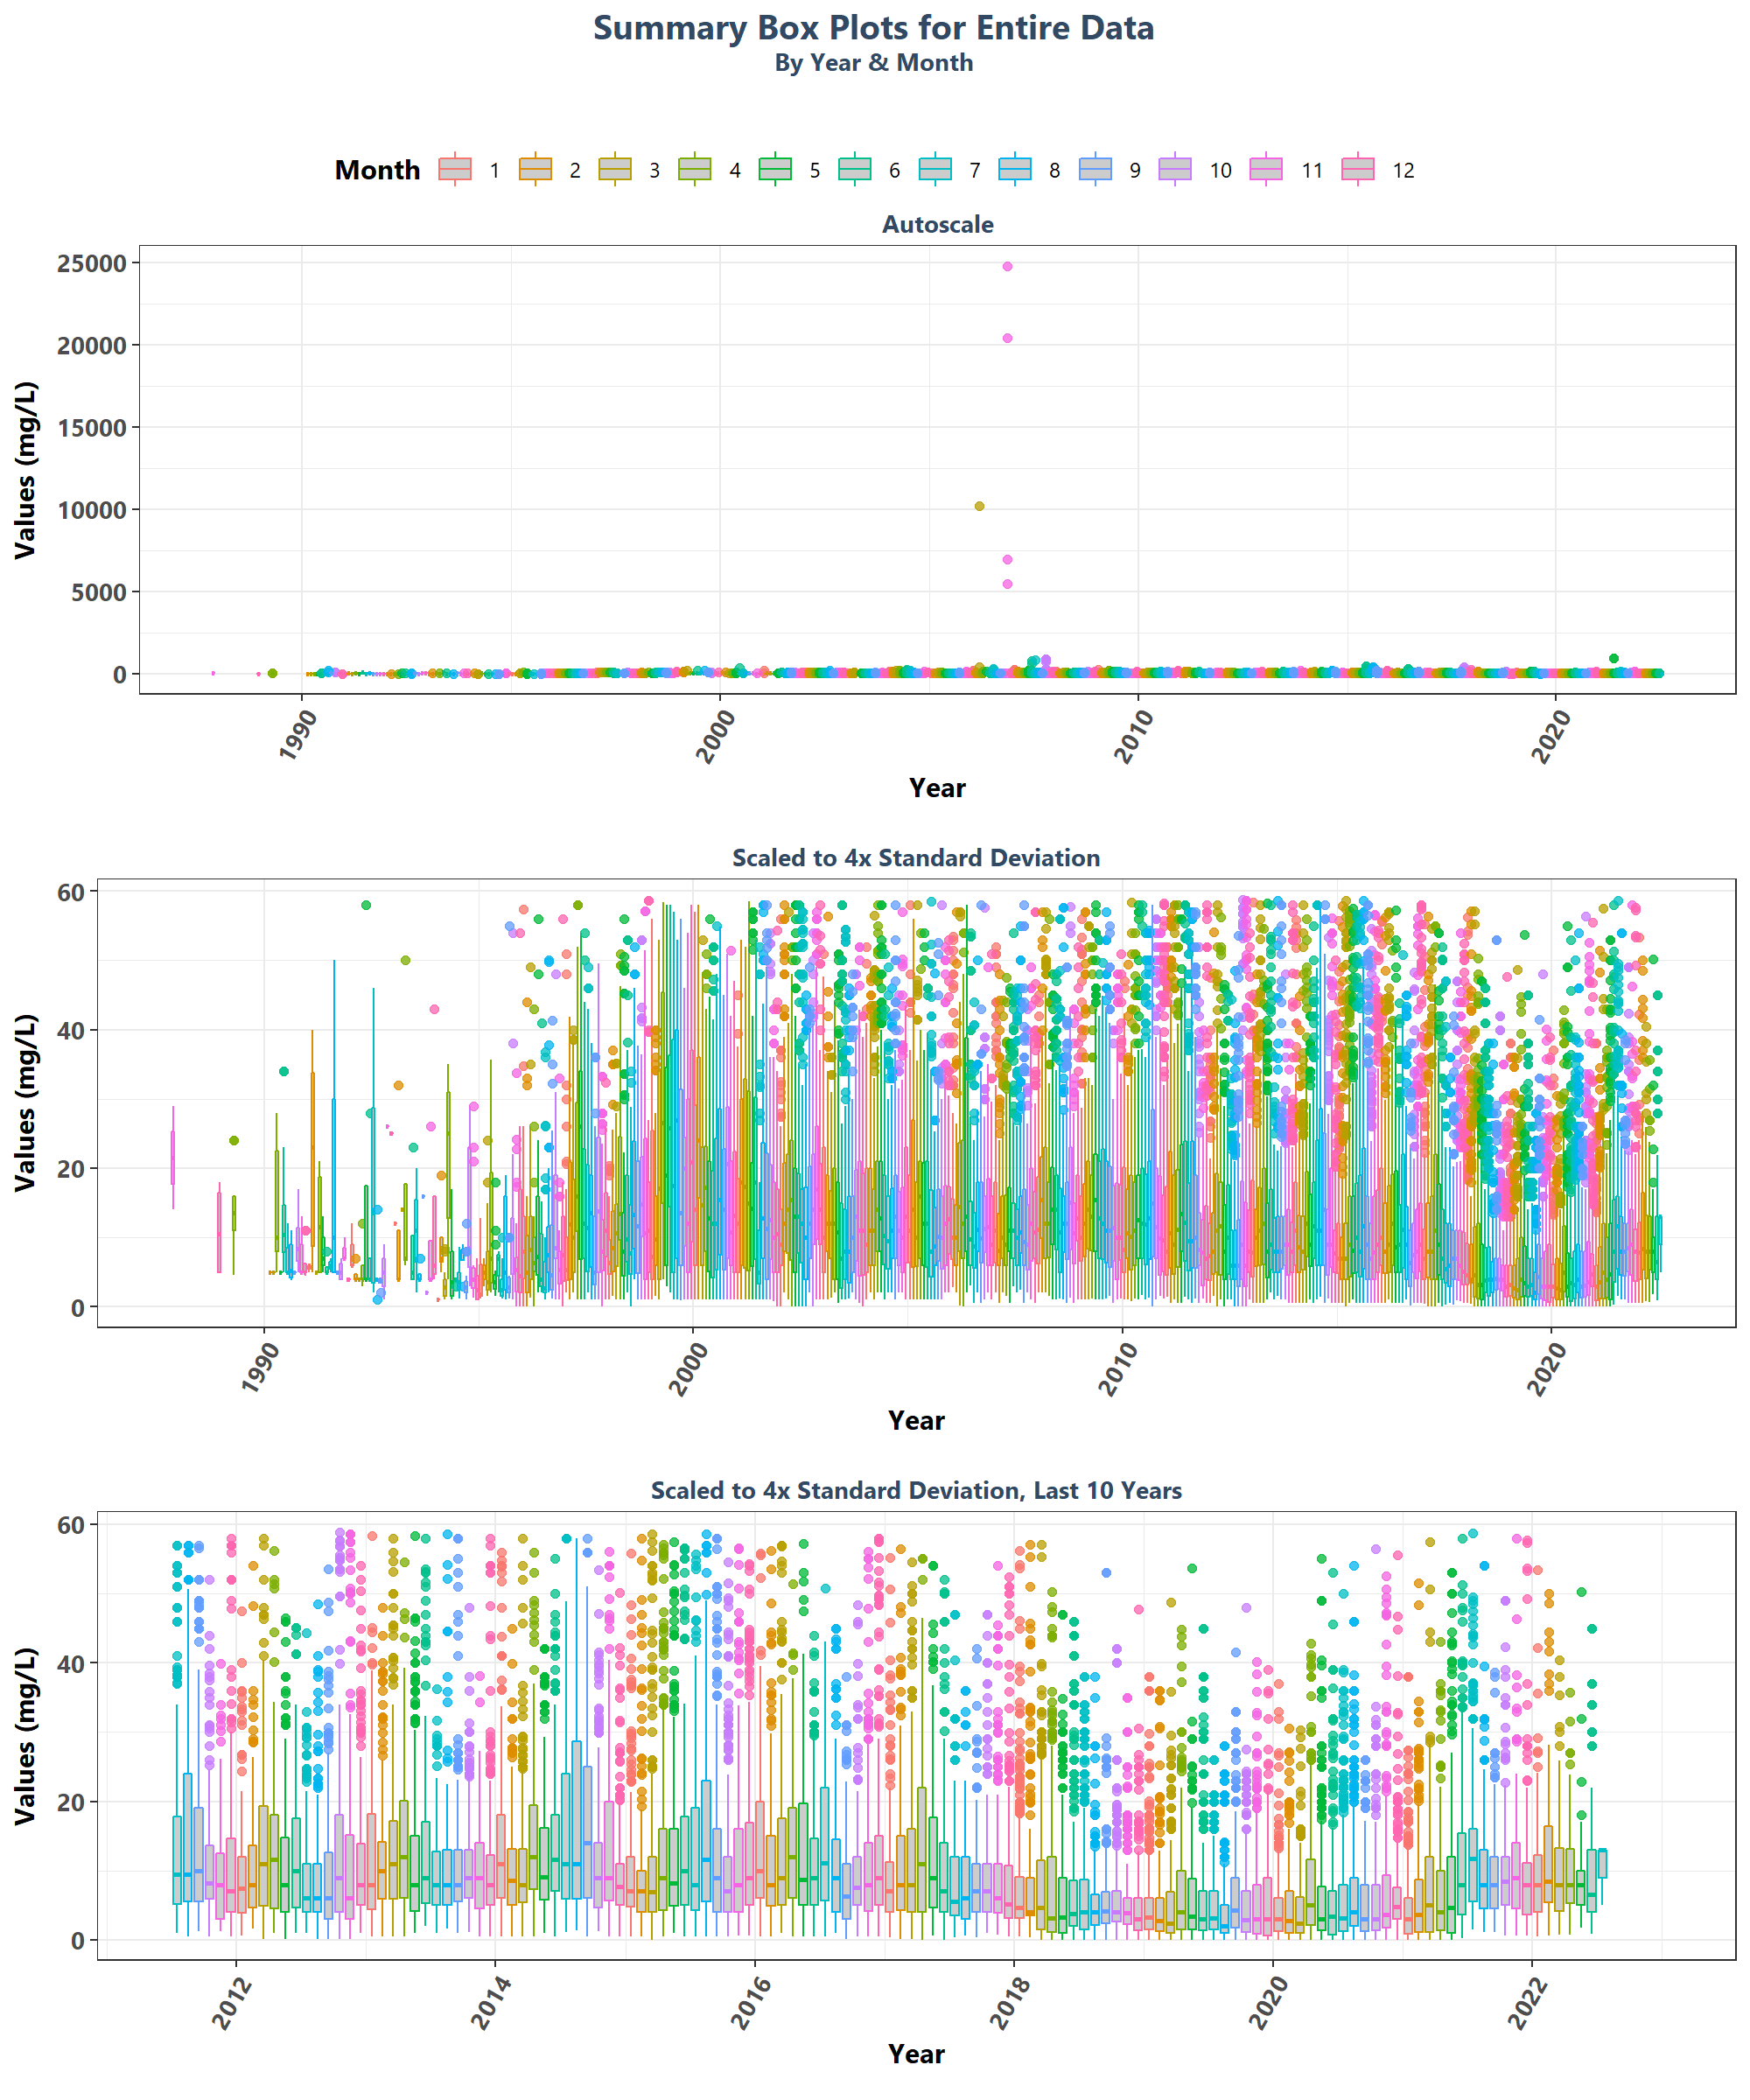 Summary Box Plots for Entire Data
By Year & Month
Month 1 2 3 4 5 6 7 8 9 10 11 12
Autoscale
Values (mg/L)
25000
20000
15000
10000
5000
0
1990 2000 2010 2020
Year
Scaled to 4x Standard Deviation
Values (mg/L)
60
40
20
0
1990 2000 2010 2020
Year
Scaled to 4x Standard Deviation, Last 10 Years
Values (mg/L)
60
40
20
0
2012 2014 2016 2018 2020 2022
Year